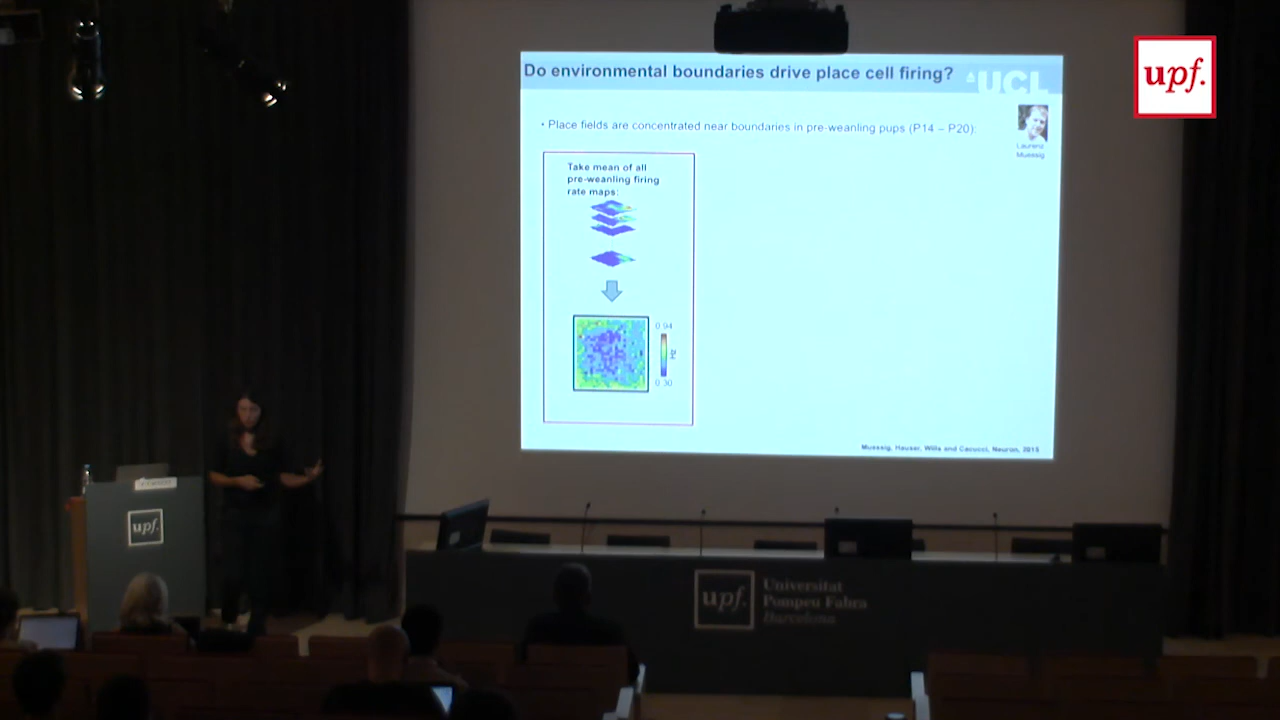 Do environmental boundaries drive place cell firing?
UCL
upf.
• Place fields are concentrated near boundaries in pre-weanling pups (P14 – P20):
Laurenz
Muessig
Take mean of all
pre-weanling firing
rate maps:
0.94
Hz
0.30
Muessig, Hauser, Wills and Cacucci, Neuron, 2015
upf.
upf.
Universitat
Pompeu Fabra
Barcelona